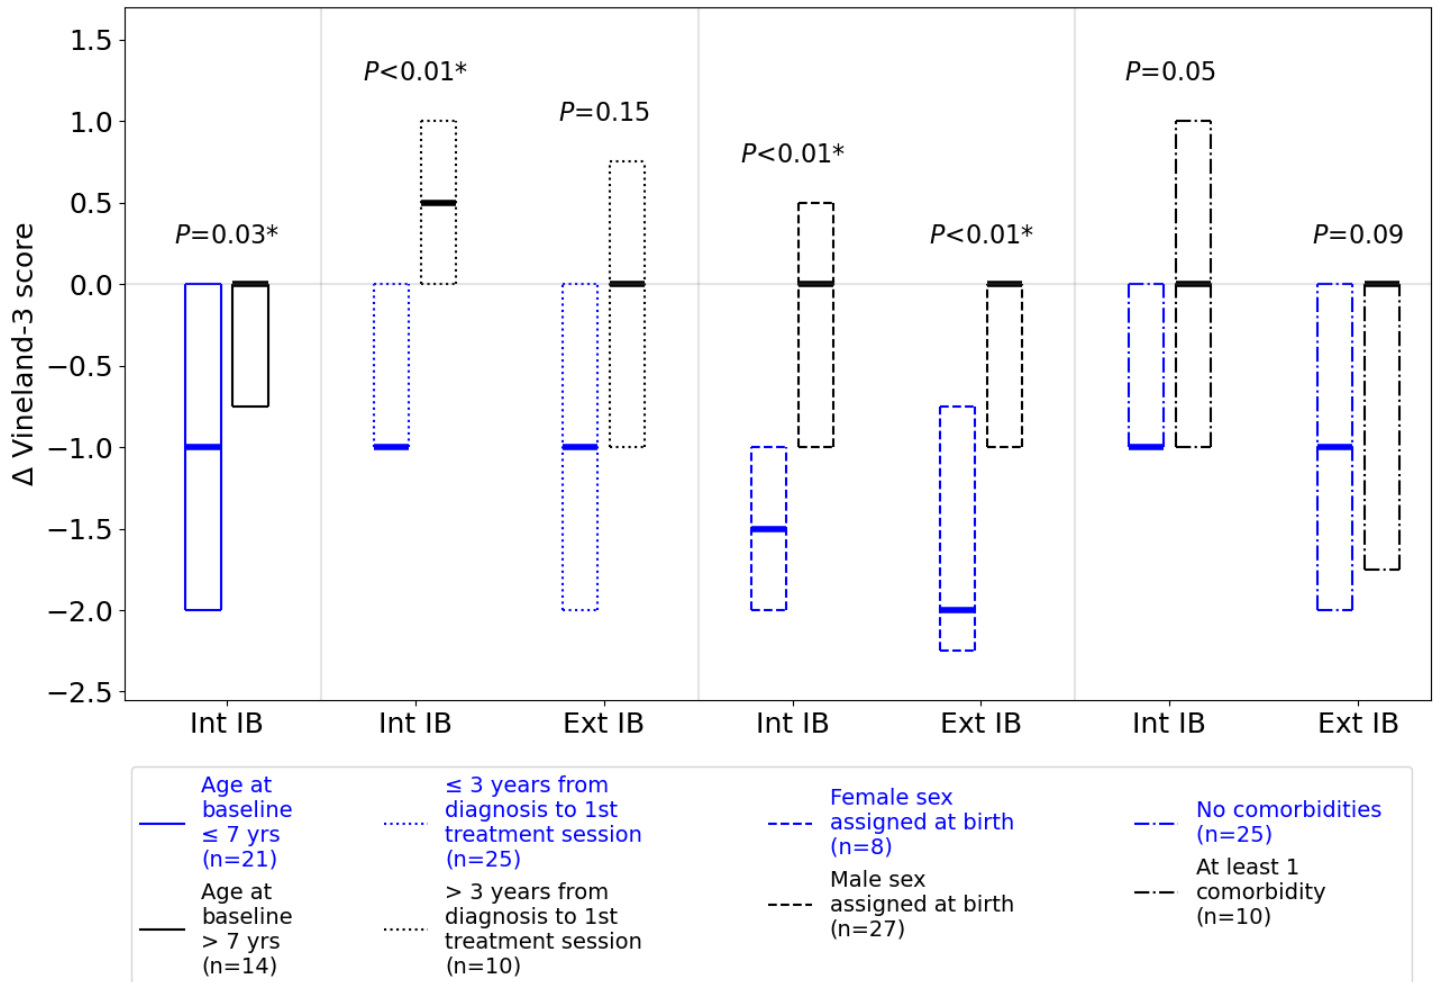 Δ Vineland-3 score
1.5
1.0
0.5
0.0
−0.5
−1.0
−1.5
−2.0
−2.5
P=0.03*
P<0.01*
P=0.15
P<0.01*
P<0.01*
P=0.05
P=0.09
Int IB
Int IB
Ext IB
Int IB
Ext IB
Int IB
Ext IB
Age at
baseline
≤ 7 yrs
(n=21)
Age at
baseline
> 7 yrs
(n=14)
≤ 3 years from
diagnosis to 1st
treatment session
(n=25)
> 3 years from
diagnosis to 1st
treatment session
(n=10)
Female sex
assigned at birth
(n=8)
Male sex
assigned at birth
(n=27)
No comorbidities
(n=25)
At least 1
comorbidity
(n=10)